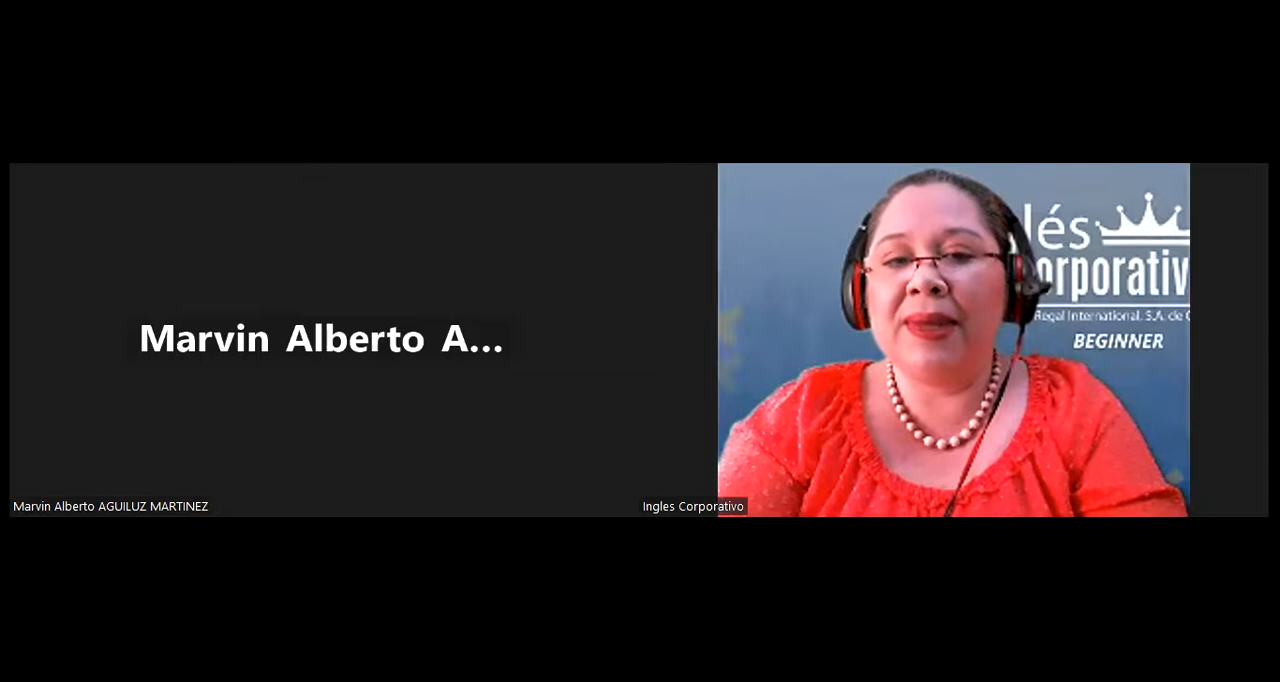 Marvin Alberto A...
lés
orporativ
Regal International, S.A. de C
BEGINNER
Marvin Alberto AGUILUZ MARTINEZ
Ingles Corporativo